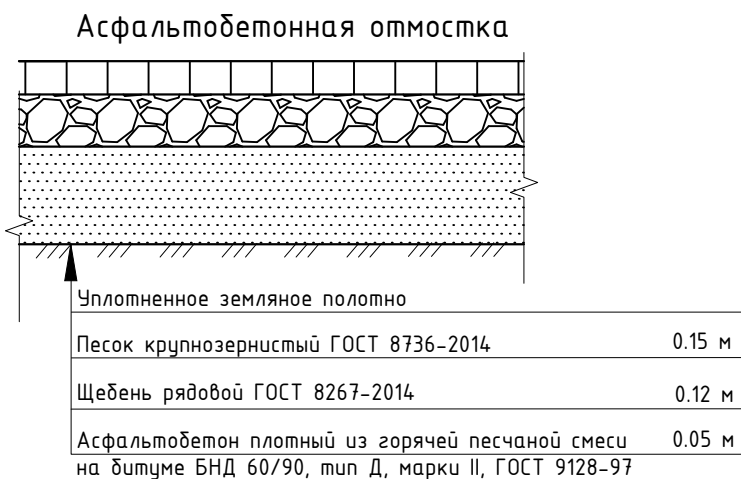 Асфальтобетонная отмостка
Уплотненное земляное полотно
Песок крупнозернистый ГОСТ 8736-2014 0.15 м
Щебень рядовой ГОСТ 8267-2014 0.12 м
Асфальтобетон плотный из горячей песчаной смеси 0.05 м
на битуме БНД 60/90, тип Д, марки II, ГОСТ 9128-97